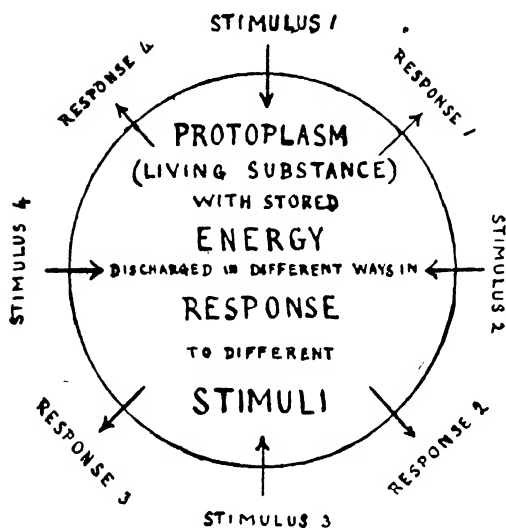 STIMULUS 1
RESPONSE 4
RESPONSE 1
PROTOPLASM
(LIVING SUBSTANCE)
WITH STORED
STIMULUS 4
ENERGY
STIMULUS 2
DISCHARGED IN DIFFERENT WAYS IN
RESPONSE
TO DIFFERENT
STIMULI
RESPONSE 3
RESPONSE 2
STIMULUS 3